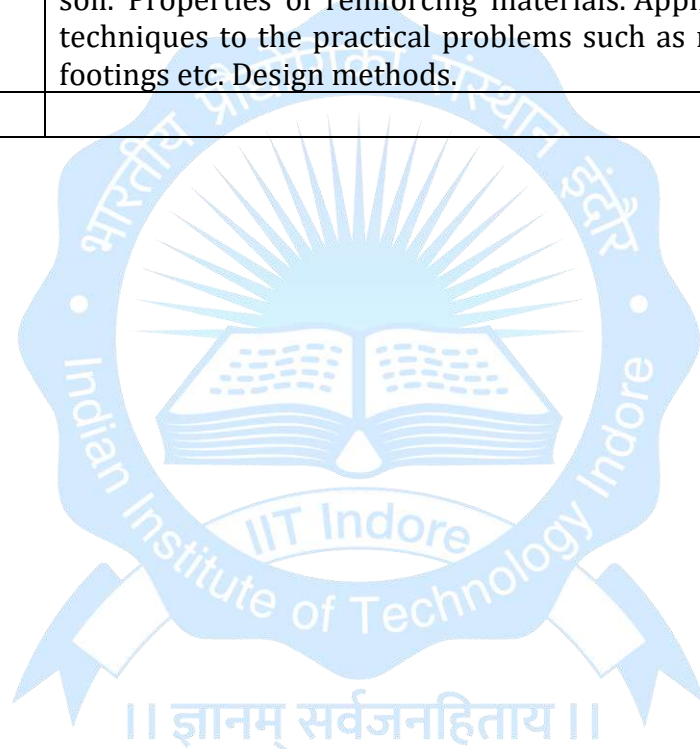 soil. Properties of reinforcing materials. Appl
techniques to the practical problems such as
footings etc. Design methods.
भारतीय प्रौद्योगिकी संस्थान इंदौर
IIT Indore
Indian Institute of Technology Indore
।। ज्ञानम् सर्वजनहिताय ।।